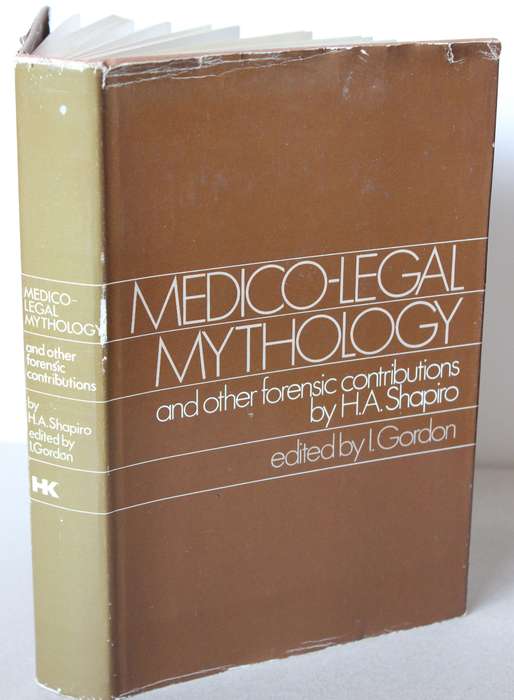 MEDICO-
LEGAL
MYTHOLOGY
and other
forensic
contributions
by
H.A. Shapiro
edited by
I. Gordon
HK
MEDICO-LEGAL
MYTHOLOGY
and other forensic contributions
by H.A. Shapiro
edited by I. Gordon